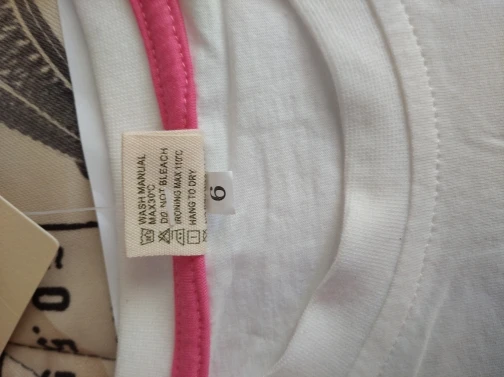 WASH MANUAL
MAX30°C
DO NOT BLEACH
IRONING MAX 110°C
HANG TO DRY
6